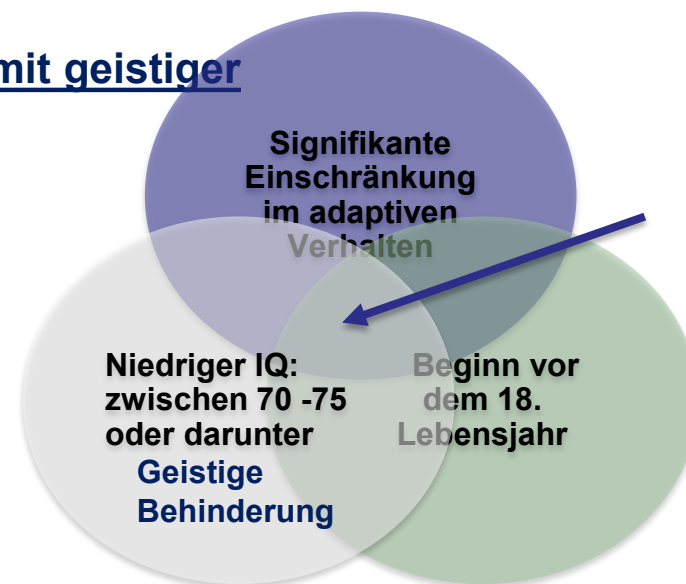 mit geistiger
Signifikante
Einschränkung
im adaptiven
Verhalten
Niedriger IQ:
zwischen 70 -75
oder darunter
Geistige
Behinderung
Beginn vor
dem 18.
Lebensjahr